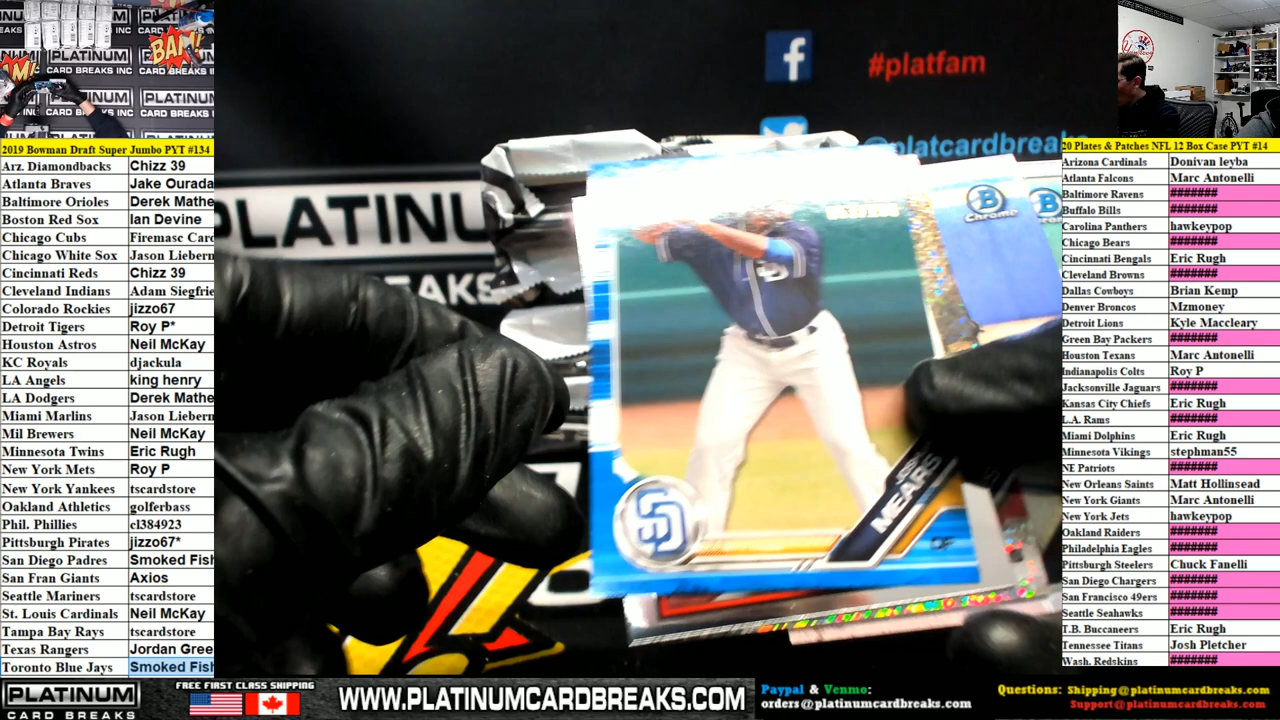 #platfam
@platcardbreaks
PLATINUM
CARD BREAKS INC
BAM!
2019 Bowman Draft Super Jumbo PYT #134
Arz. Diamondbacks Chizz 39
Atlanta Braves Jake Ourada
Baltimore Orioles Derek Mathe
Boston Red Sox Ian Devine
Chicago Cubs Firemasc Card
Chicago White Sox Jason Liebern
Cincinnati Reds Chizz 39
Cleveland Indians Adam Siegfrie
Colorado Rockies jizzo67
Detroit Tigers Roy P*
Houston Astros Neil McKay
KC Royals djackula
LA Angels king henry
LA Dodgers Derek Mathe
Miami Marlins Jason Liebern
Mil Brewers Neil McKay
Minnesota Twins Eric Rugh
New York Mets Roy P
New York Yankees tscardstore
Oakland Athletics golferbass
Phil. Phillies cl384923
Pittsburgh Pirates jizzo67*
San Diego Padres Smoked Fish
San Fran Giants Axios
Seattle Mariners tscardstore
St. Louis Cardinals Neil McKay
Tampa Bay Rays tscardstore
Texas Rangers Jordan Gree
Toronto Blue Jays Smoked Fish
PLATINUM
B
Chrome
SD
MEAR
20 Plates & Patches NFL 12 Box Case PYT #14
Arizona Cardinals Donivan leyba
Atlanta Falcons Marc Antonelli
Baltimore Ravens #######
Buffalo Bills #######
Carolina Panthers hawkeypop
Chicago Bears #######
Cincinnati Bengals Eric Rugh
Cleveland Browns #######
Dallas Cowboys Brian Kemp
Denver Broncos Mzmoney
Detroit Lions Kyle Maccleary
Green Bay Packers #######
Houston Texans Marc Antonelli
Indianapolis Colts Roy P
Jacksonville Jaguars #######
Kansas City Chiefs Eric Rugh
L.A. Rams #######
Miami Dolphins Eric Rugh
Minnesota Vikings stephman55
NE Patriots #######
New Orleans Saints Matt Hollinsead
New York Giants Marc Antonelli
New York Jets hawkeypop
Oakland Raiders #######
Philadelphia Eagles #######
Pittsburgh Steelers Chuck Fanelli
San Diego Chargers #######
San Francisco 49ers #######
Seattle Seahawks #######
T.B. Buccaneers Eric Rugh
Tennessee Titans Josh Pletcher
Wash. Redskins #######
PLATINUM
CARD BREAKS
FREE FIRST CLASS SHIPPING
WWW.PLATINUMCARDBREAKS.COM
Paypal & Venmo:
orders@platinumcardbreaks.com
Questions: Shipping@platinumcardbreaks.com
Support@platinumcardbreaks.com